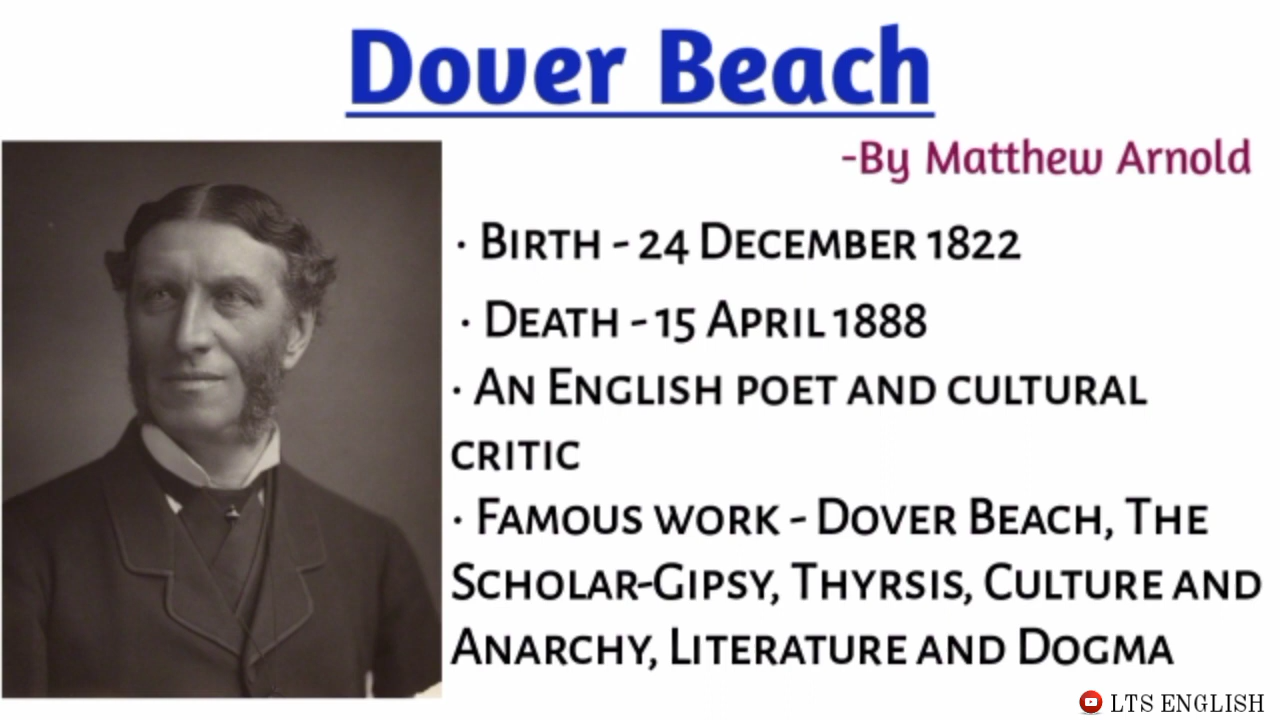 Dover Beach
-By Matthew Arnold
· Birth - 24 December 1822
· Death - 15 April 1888
· An English poet and cultural
critic
· Famous work - Dover Beach, The
Scholar-Gipsy, Thyrsis, Culture and
Anarchy, Literature and Dogma
LTS ENGLISH